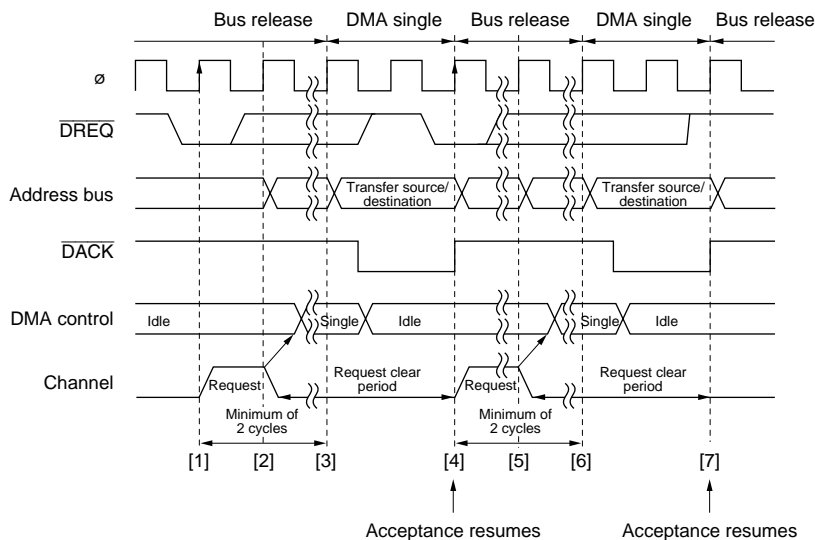 Bus release DMA single Bus release DMA single Bus release
ø
DREQ
Address bus Transfer source/ destination Transfer source/ destination
DACK
DMA control Idle Single Idle Single Idle
Channel Request Request clear period Request Request clear period
Minimum of 2 cycles Minimum of 2 cycles
[1] [2] [3] [4] [5] [6] [7]
Acceptance resumes Acceptance resumes